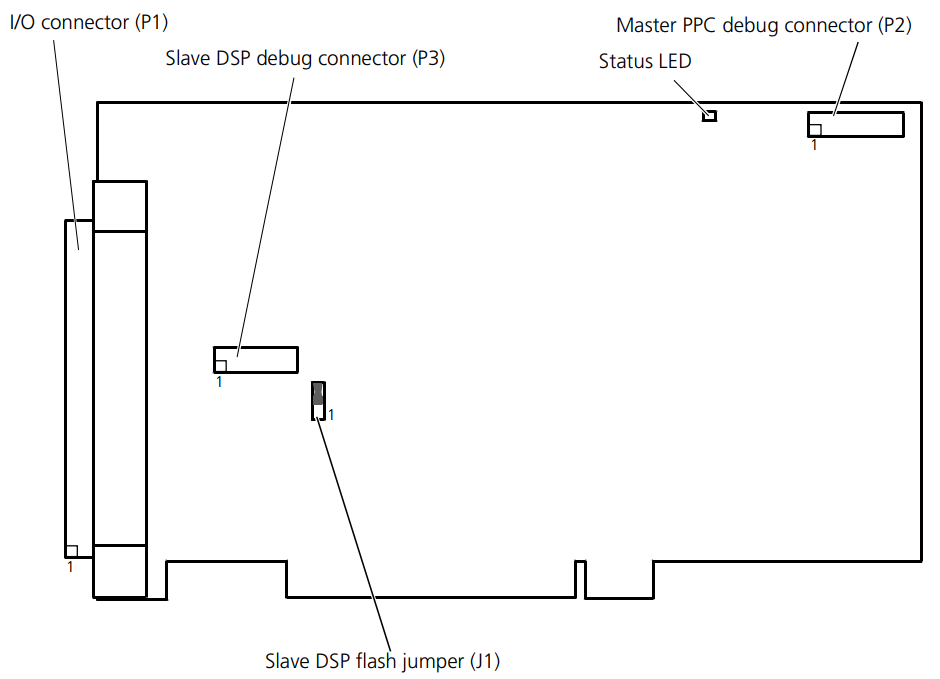 I/O connector (P1)
Master PPC debug connector (P2)
Slave DSP debug connector (P3)
Status LED
1
1
1
1
Slave DSP flash jumper (J1)